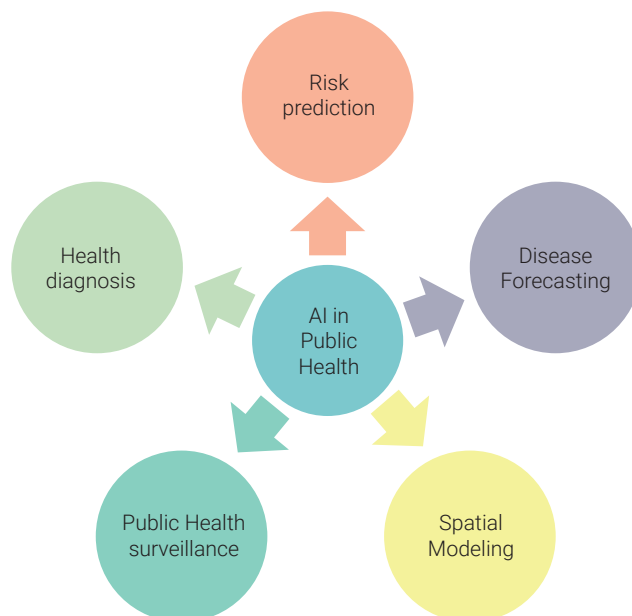 Risk
prediction
Health
diagnosis
Disease
Forecasting
AI in
Public
Health
Public Health
surveillance
Spatial
Modeling